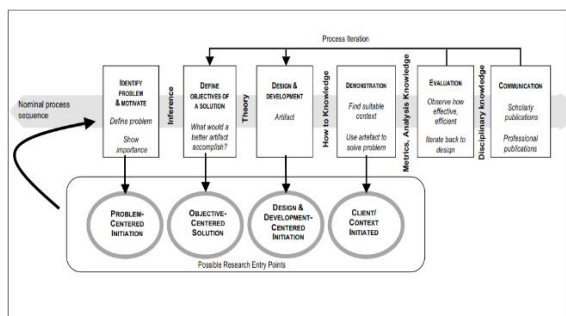 Process Iteration
Nominal process
sequence
IDENTIFY
PROBLEM
& MOTIVATE
Define problem
Show
importance
Inference
DEFINE
OBJECTIVES
OF A
SOLUTION
What would a
better artifact
accomplish?
Theory
DESIGN &
DEVELOPMENT
Artifact
How to Knowledge
DEMONSTRATION
Find suitable
context
Use artefact to
solve problem
Metrics, Analysis Knowledge
EVALUATION
Observe how
effective,
efficient
Iterate back to
design
Disciplinary knowledge
COMMUNICATION
Scholarly
publications
Professional
publications
PROBLEM-
CENTERED
INITIATION
OBJECTIVE-
CENTERED
SOLUTION
DESIGN &
DEVELOPMENT-
CENTERED
INITIATION
CLIENT/
CONTEXT
INITIATED
Possible Research Entry Points